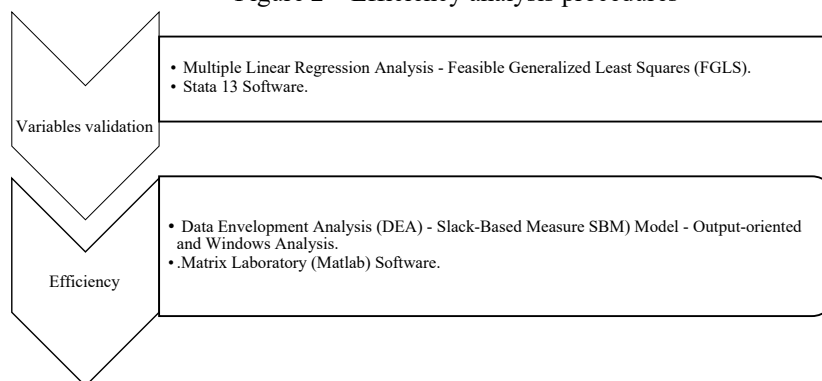 Figure 2 – Efficiency analysis procedures
• Multiple Linear Regression Analysis - Feasible Generalized Least Squares (FGLS).
• Stata 13 Software.
Variables validation
• Data Envelopment Analysis (DEA) - Slack-Based Measure SBM) Model - Output-oriented
and Windows Analysis.
• .Matrix Laboratory (Matlab) Software.
Efficiency